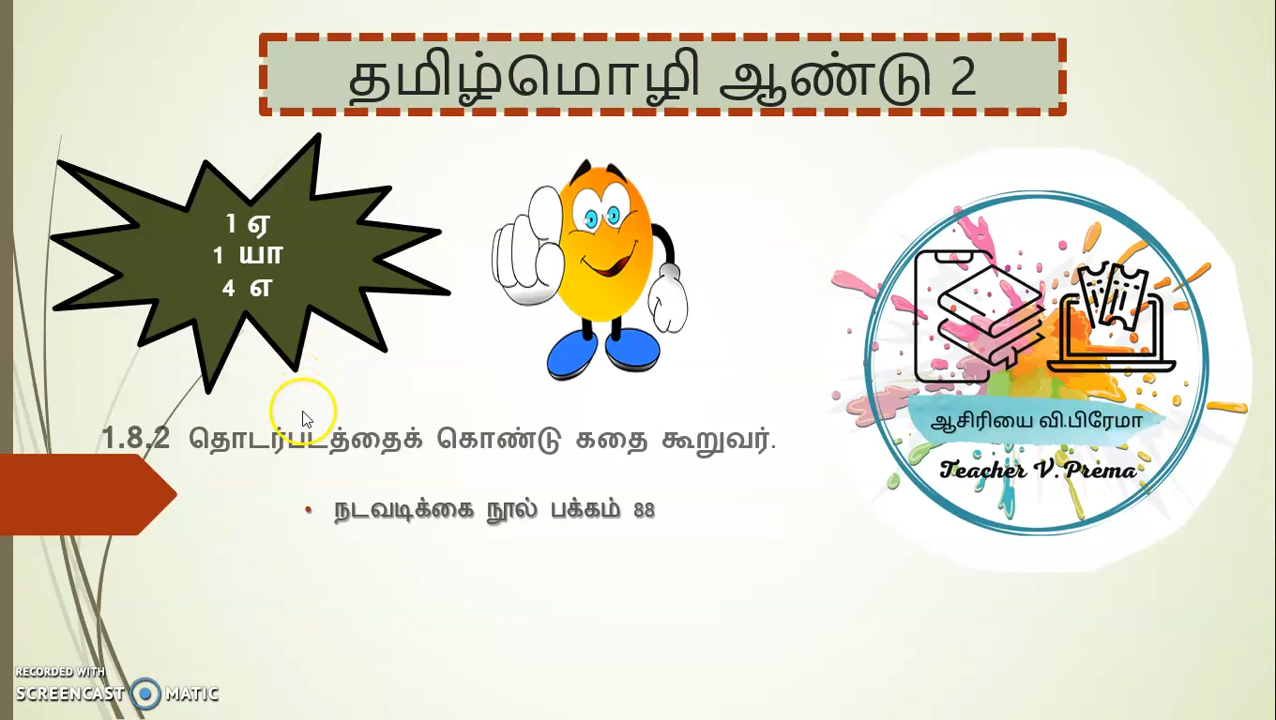 தமிழ்மொழி ஆண்டு 2
1 ஏ
1 யா
4 எ
ஆசிரியை வி.பிரேமா
Teacher V. Prema
1.8.2 தொடர்படத்தைக் கொண்டு கதை கூறுவர்.
• நடவடிக்கை நூல் பக்கம் 88
RECORDED WITH
SCREENCAST MATIC